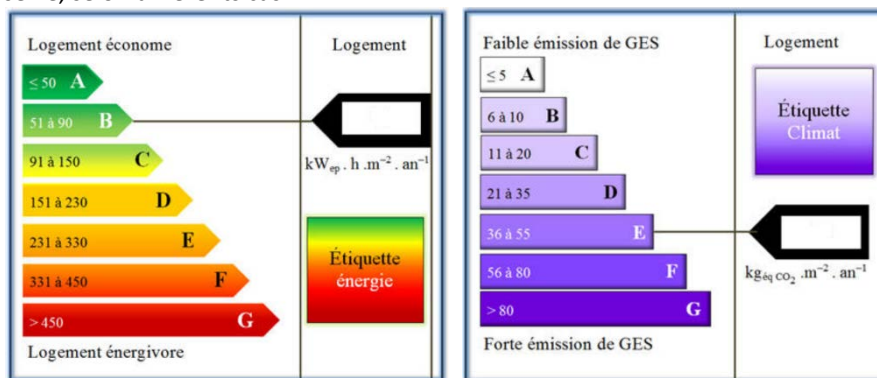 Logement économe
Logement
≤ 50 A
51 à 90 B
91 à 150 C
151 à 230 D
231 à 330 E
331 à 450 F
> 450 G
Logement énergivore
kWep . h .m⁻² . an⁻¹
Étiquette
énergie
Faible émission de GES
Logement
≤ 5 A
6 à 10 B
11 à 20 C
21 à 35 D
36 à 55 E
56 à 80 F
> 80 G
Forte émission de GES
Étiquette
Climat
kgéq CO₂ .m⁻² . an⁻¹